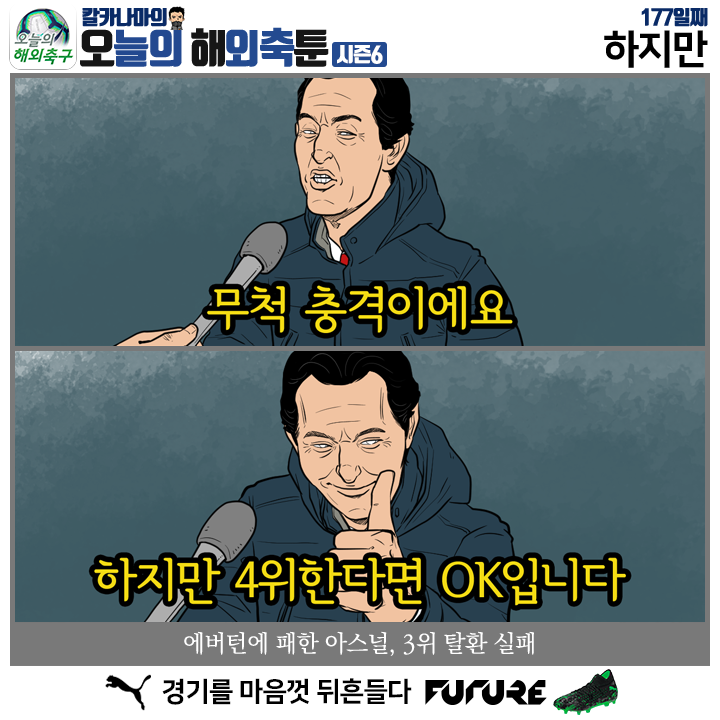 오늘의
해외축구
칼카나마의
오늘의 해외축툰 시즌6
177일째
하지만
무척 충격이에요
하지만 4위한다면 OK입니다
에버턴에 패한 아스널, 3위 탈환 실패
경기를 마음껏 뒤흔들다 FUTURE